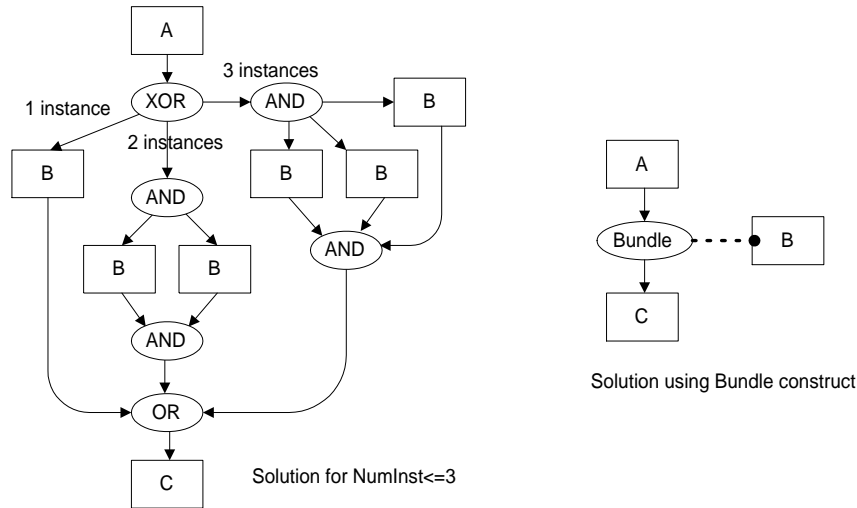 A
3 instances
XOR
AND
B
1 instance
2 instances
B
B
B
AND
AND
B
B
AND
OR
C
Solution for NumInst<=3
A
Bundle
B
C
Solution using Bundle construct